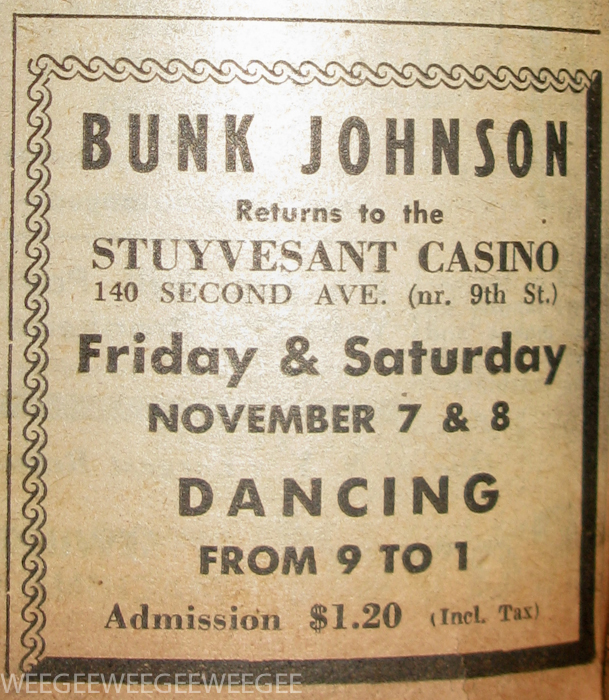 BUNK JOHNSON
Returns to the
STUYVESANT CASINO
140 SECOND AVE. (nr. 9th St.)
Friday & Saturday
NOVEMBER 7 & 8
DANCING
FROM 9 TO 1
Admission $1.20 (Incl. Tax)
WEEGEEWEEGEEWEEGEE